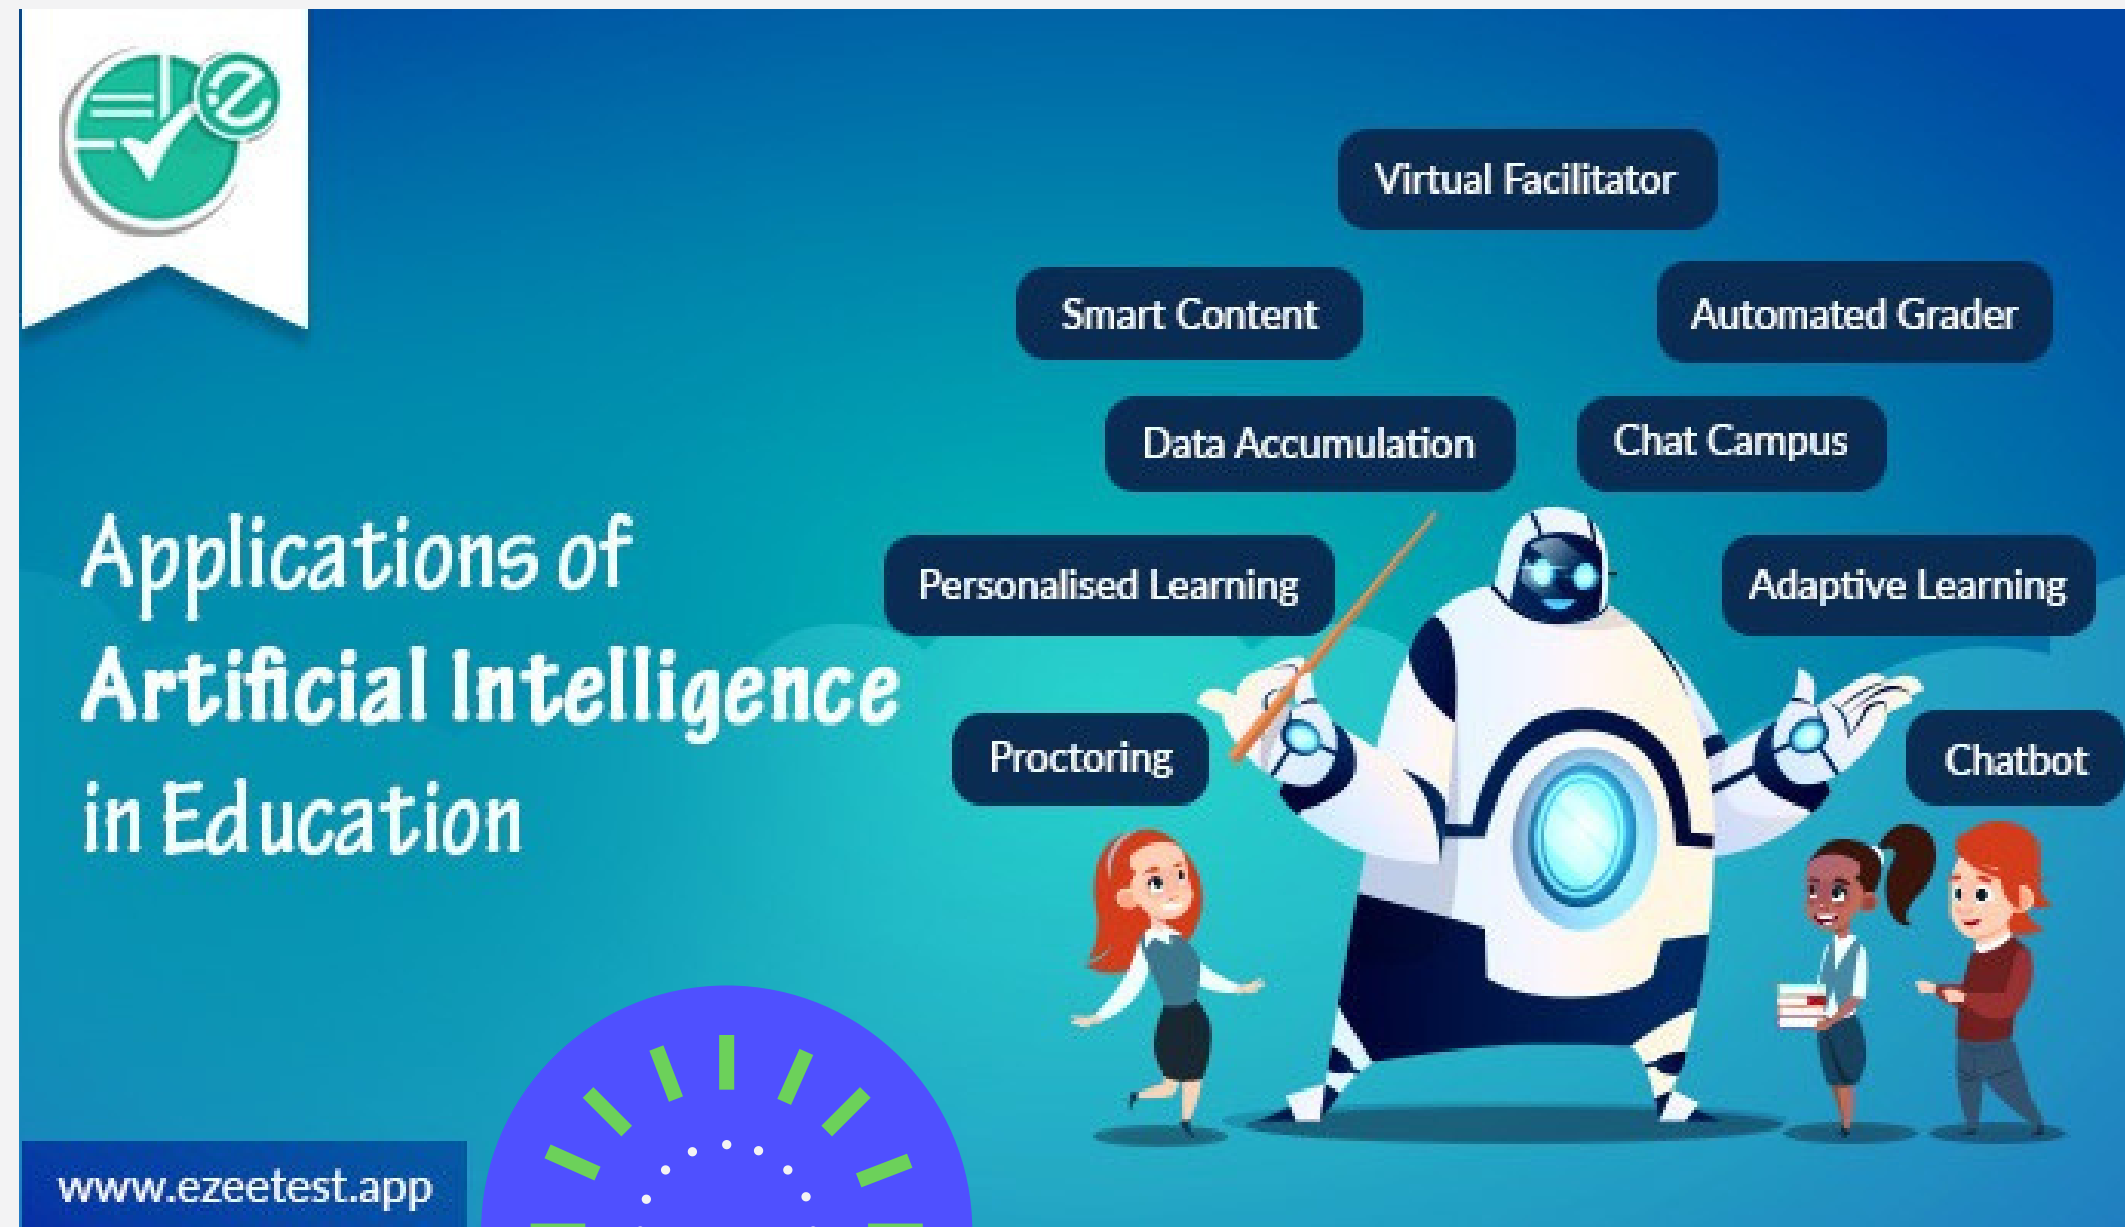 Virtual Facilitator
Smart Content
Automated Grader
Data Accumulation
Chat Campus
Personalised Learning
Adaptive Learning
Proctoring
Chatbot
Applications of
Artificial Intelligence
in Education
www.ezeetest.app
e